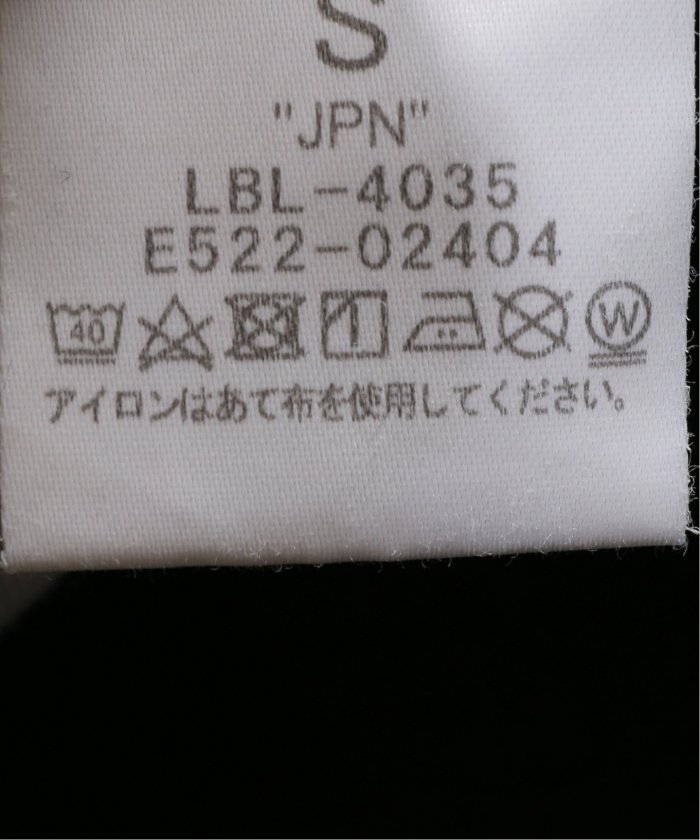 S
"JPN"
LBL-4035
E522-02404
40 W
アイロンはあて布を使用してください。